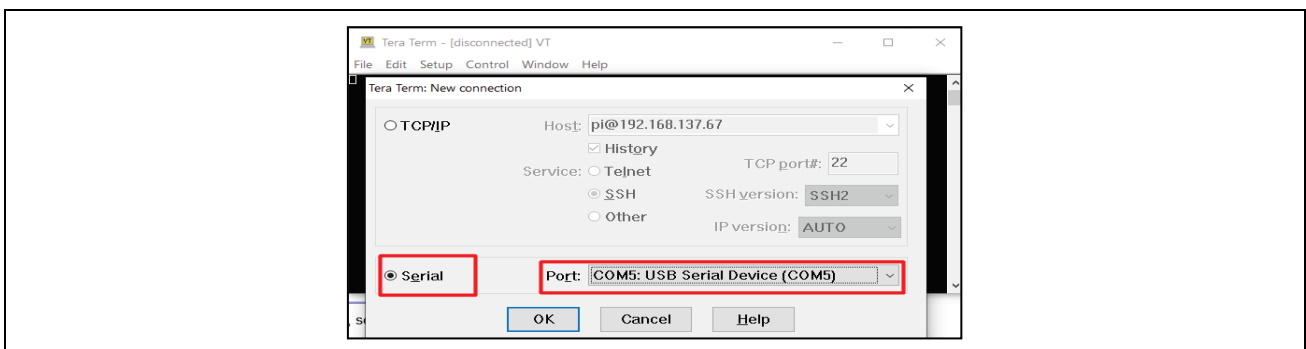 Tera Term - [disconnected] VT
File Edit Setup Control Window Help
Tera Term: New connection
TCP/IP Host: pi@192.168.137.67
History
Service: Telnet TCP port#: 22
SSH SSH version: SSH2
Other IP version: AUTO
Serial Port: COM5: USB Serial Device (COM5)
OK Cancel Help